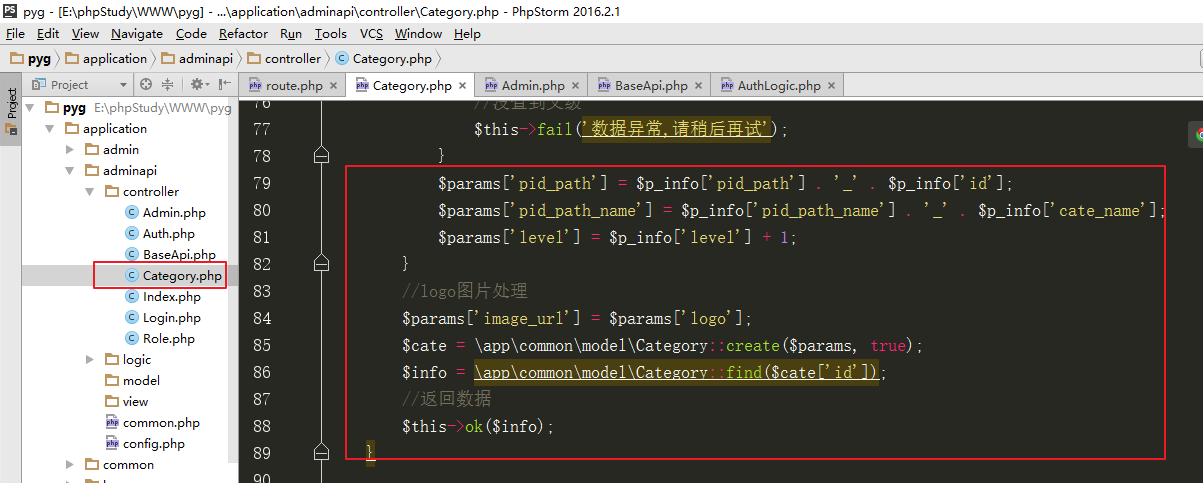 pyg - [E:\phpStudy\WWW\pyg] - ...\application\adminapi\controller\Category.php - PhpStorm 2016.2.1
File Edit View Navigate Code Refactor Run Tools VCS Window Help
pyg application adminapi controller Category.php
Project route.php Category.php Admin.php BaseApi.php AuthLogic.php
Project
pyg E:\phpStudy\WWW\pyg
application
admin
adminapi
controller
Admin.php
Auth.php
BaseApi.php
Category.php
Index.php
Login.php
Role.php
logic
model
view
common.php
config.php
common
76 //没查到父级
77 $this->fail('数据异常,请稍后再试');
78 }
79 $params['pid_path'] = $p_info['pid_path'] . '_' . $p_info['id'];
80 $params['pid_path_name'] = $p_info['pid_path_name'] . '_' . $p_info['cate_name'];
81 $params['level'] = $p_info['level'] + 1;
82 }
83 //logo图片处理
84 $params['image_url'] = $params['logo'];
85 $cate = \app\common\model\Category::create($params, true);
86 $info = \app\common\model\Category::find($cate['id']);
87 //返回数据
88 $this->ok($info);
89 }
90